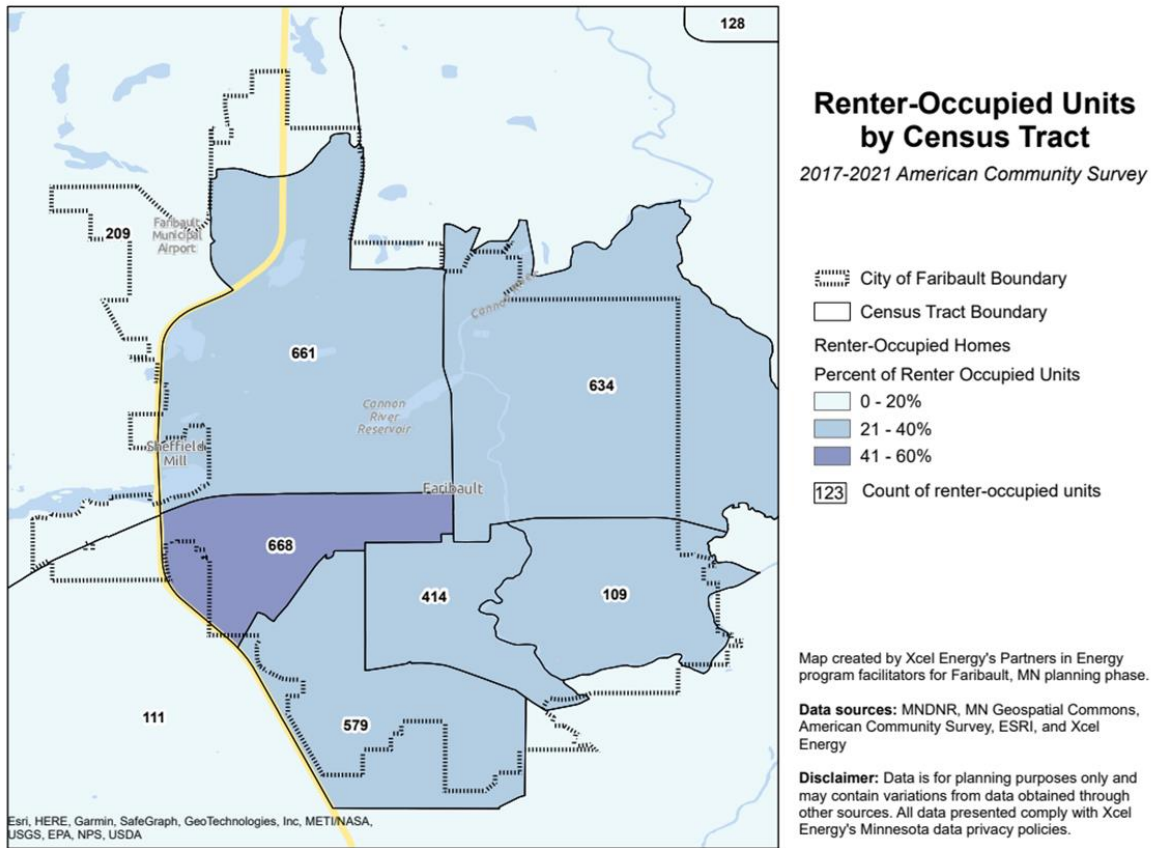 128
Renter-Occupied Units
by Census Tract
2017-2021 American Community Survey
209
Faribault
Municipal
Airport
Cannon River
661
634
Cannon
River
Reservoir
Sheffield
Mill
Faribault
668
414
109
111
579
City of Faribault Boundary
Census Tract Boundary
Renter-Occupied Homes
Percent of Renter Occupied Units
0 - 20%
21 - 40%
41 - 60%
123 Count of renter-occupied units
Map created by Xcel Energy's Partners in Energy
program facilitators for Faribault, MN planning phase.
Data sources: MNDNR, MN Geospatial Commons,
American Community Survey, ESRI, and Xcel
Energy
Disclaimer: Data is for planning purposes only and
may contain variations from data obtained through
other sources. All data presented comply with Xcel
Energy's Minnesota data privacy policies.
Esri, HERE, Garmin, SafeGraph, GeoTechnologies, Inc, METI/NASA,
USGS, EPA, NPS, USDA